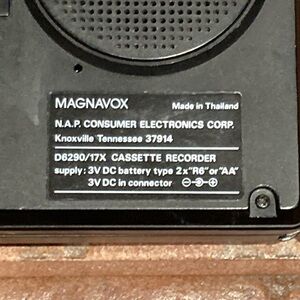 MAGNAVOX Made in Thailand
N.A.P. CONSUMER ELECTRONICS CORP.
Knoxville Tennessee 37914
D6290/17X CASSETTE RECORDER
supply: 3V DC battery type 2x"R6" or "AA"
3V DC in connector